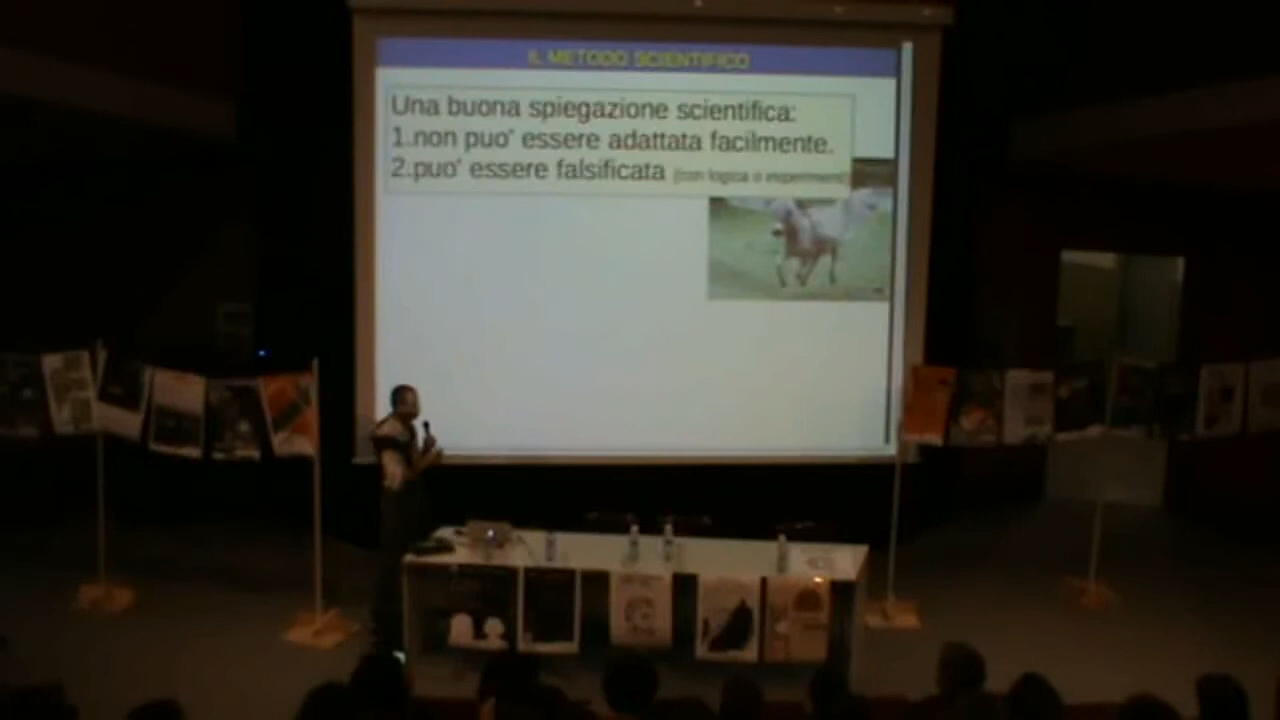 IL METODO SCIENTIFICO
Una buona spiegazione scientifica:
1.non puo' essere adattata facilmente.
2.puo' essere falsificata (con logica o esperimenti)